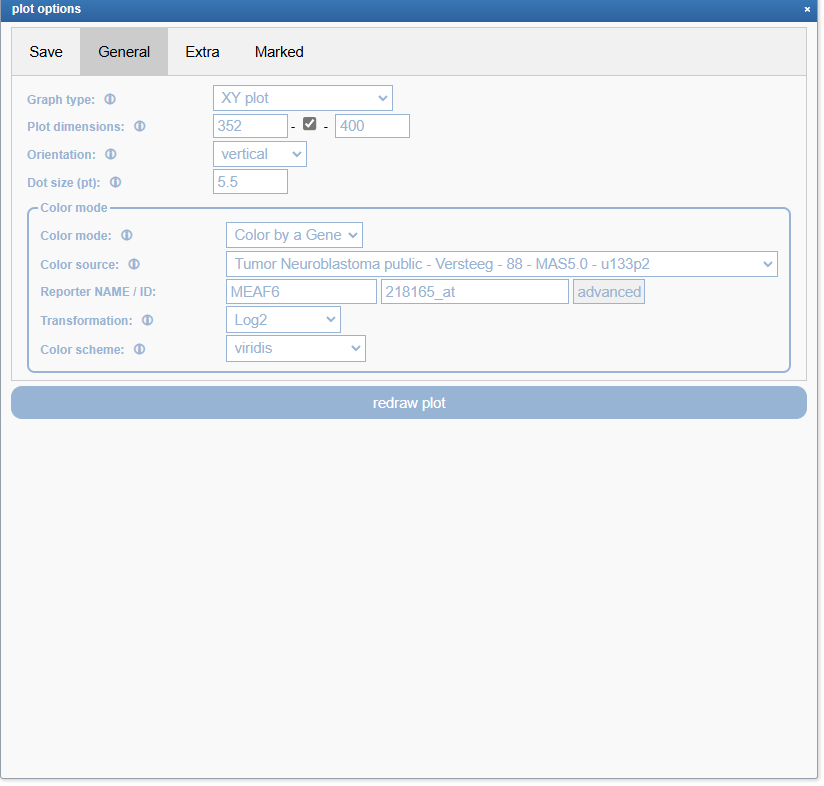 plot options ×
Save General Extra Marked
Graph type: XY plot
Plot dimensions: 352 - - 400
Orientation: vertical
Dot size (pt): 5.5
Color mode
Color mode: Color by a Gene
Color source: Tumor Neuroblastoma public - Versteeg - 88 - MAS5.0 - u133p2
Reporter NAME / ID: MEAF6 218165_at advanced
Transformation: Log2
Color scheme: viridis
redraw plot